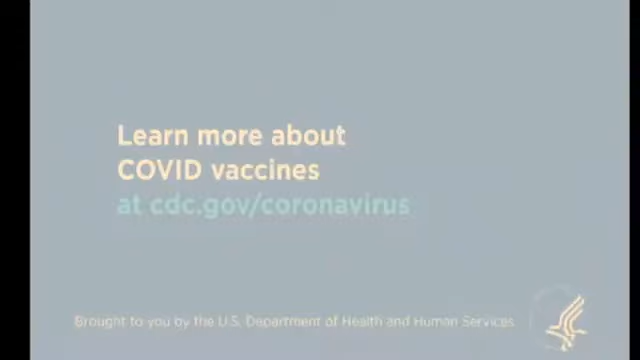 Learn more about
COVID vaccines
at cdc.gov/coronavirus
Brought to you by the U.S. Department of Health and Human Services